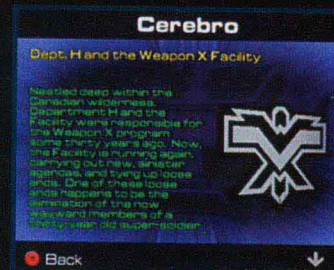 Cerebro
Dept. H and the Weapon X Facility
Nestled deep within the
Canadian wilderness,
Department H and the
Facility were responsible for
the Weapon X program
some thirty years ago. Now,
the Facility is running again,
carrying out new, sinister
agendas, and tying up loose
ends. One of these loose
ends happens to be the
elimination of the now
wayward members of a
thirty year old super-soldier
Back